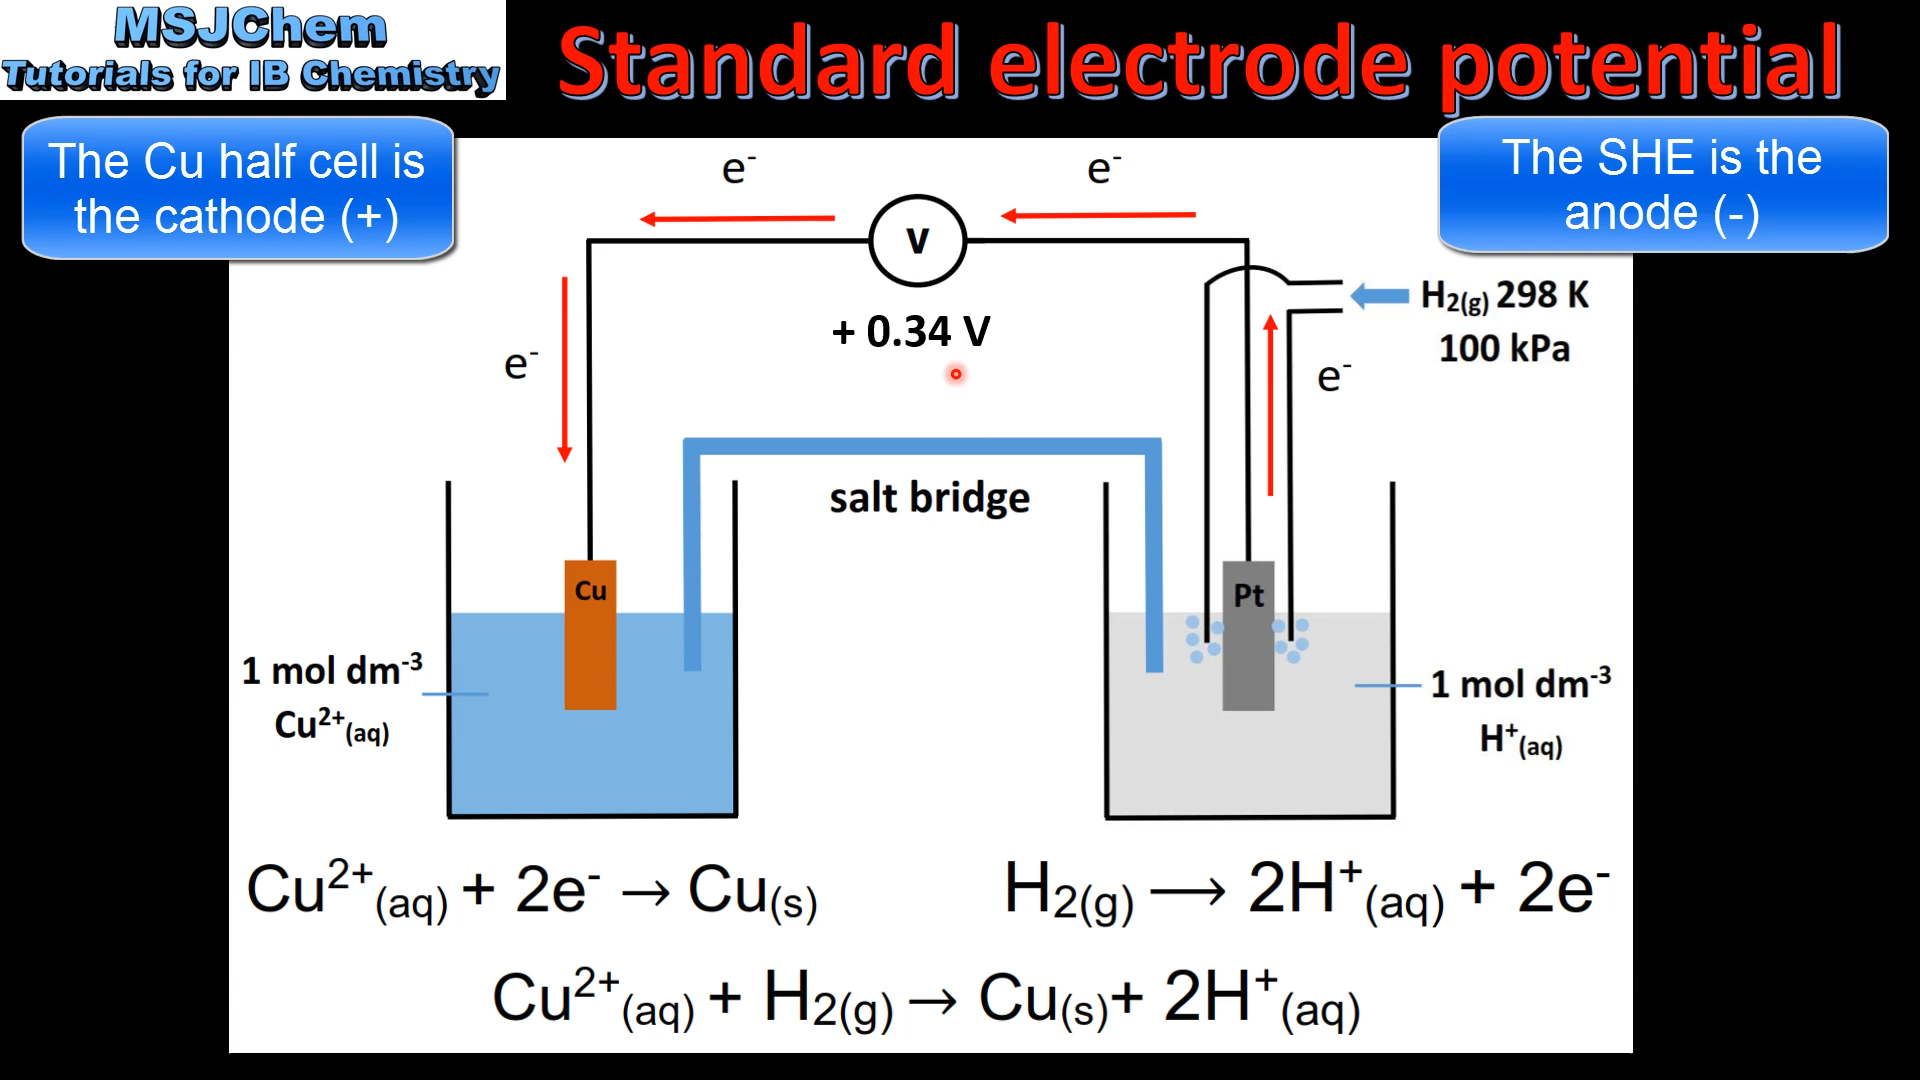 MSJChem
Tutorials for IB Chemistry
Standard electrode potential
The Cu half cell is
the cathode (+)
The SHE is the
anode (-)
e⁻
e⁻
V
+ 0.34 V
e⁻
e⁻
H₂(g) 298 K
100 kPa
salt bridge
Cu
Pt
1 mol dm⁻³
Cu²⁺(aq)
1 mol dm⁻³
H⁺(aq)
Cu²⁺(aq) + 2e⁻ → Cu(s)
H₂(g) ⟶ 2H⁺(aq) + 2e⁻
Cu²⁺(aq) + H₂(g) → Cu(s)+ 2H⁺(aq)